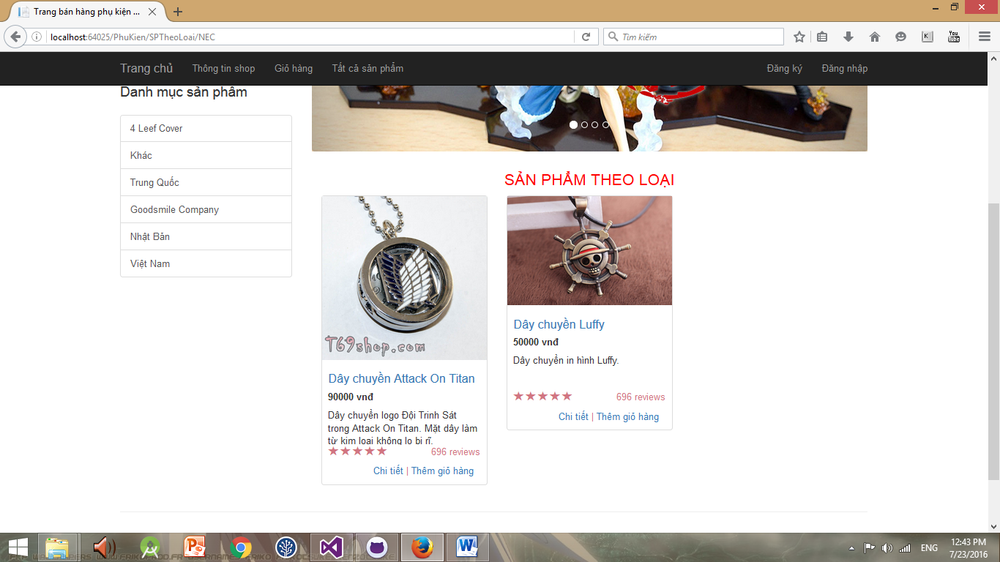 Trang bán hàng phụ kiện ...
localhost:64025/PhuKien/SPTheoLoai/NEC
Tìm kiếm
You
Tube
Trang chủ Thông tin shop Giỏ hàng Tất cả sản phẩm Đăng ký Đăng nhập
Danh mục sản phẩm
4 Leef Cover
Khác
Trung Quốc
Goodsmile Company
Nhật Bản
Việt Nam
SẢN PHẨM THEO LOẠI
T69shop.com
Dây chuyền Attack On Titan
90000 vnđ
Dây chuyền logo Đội Trinh Sát
trong Attack On Titan. Mặt dây làm
từ kim loại không lo bị rĩ.
696 reviews
Chi tiết | Thêm giỏ hàng
Dây chuyền Luffy
50000 vnđ
Dây chuyền in hình Luffy.
696 reviews
Chi tiết | Thêm giỏ hàng
ENG
12:43 PM
7/23/2016